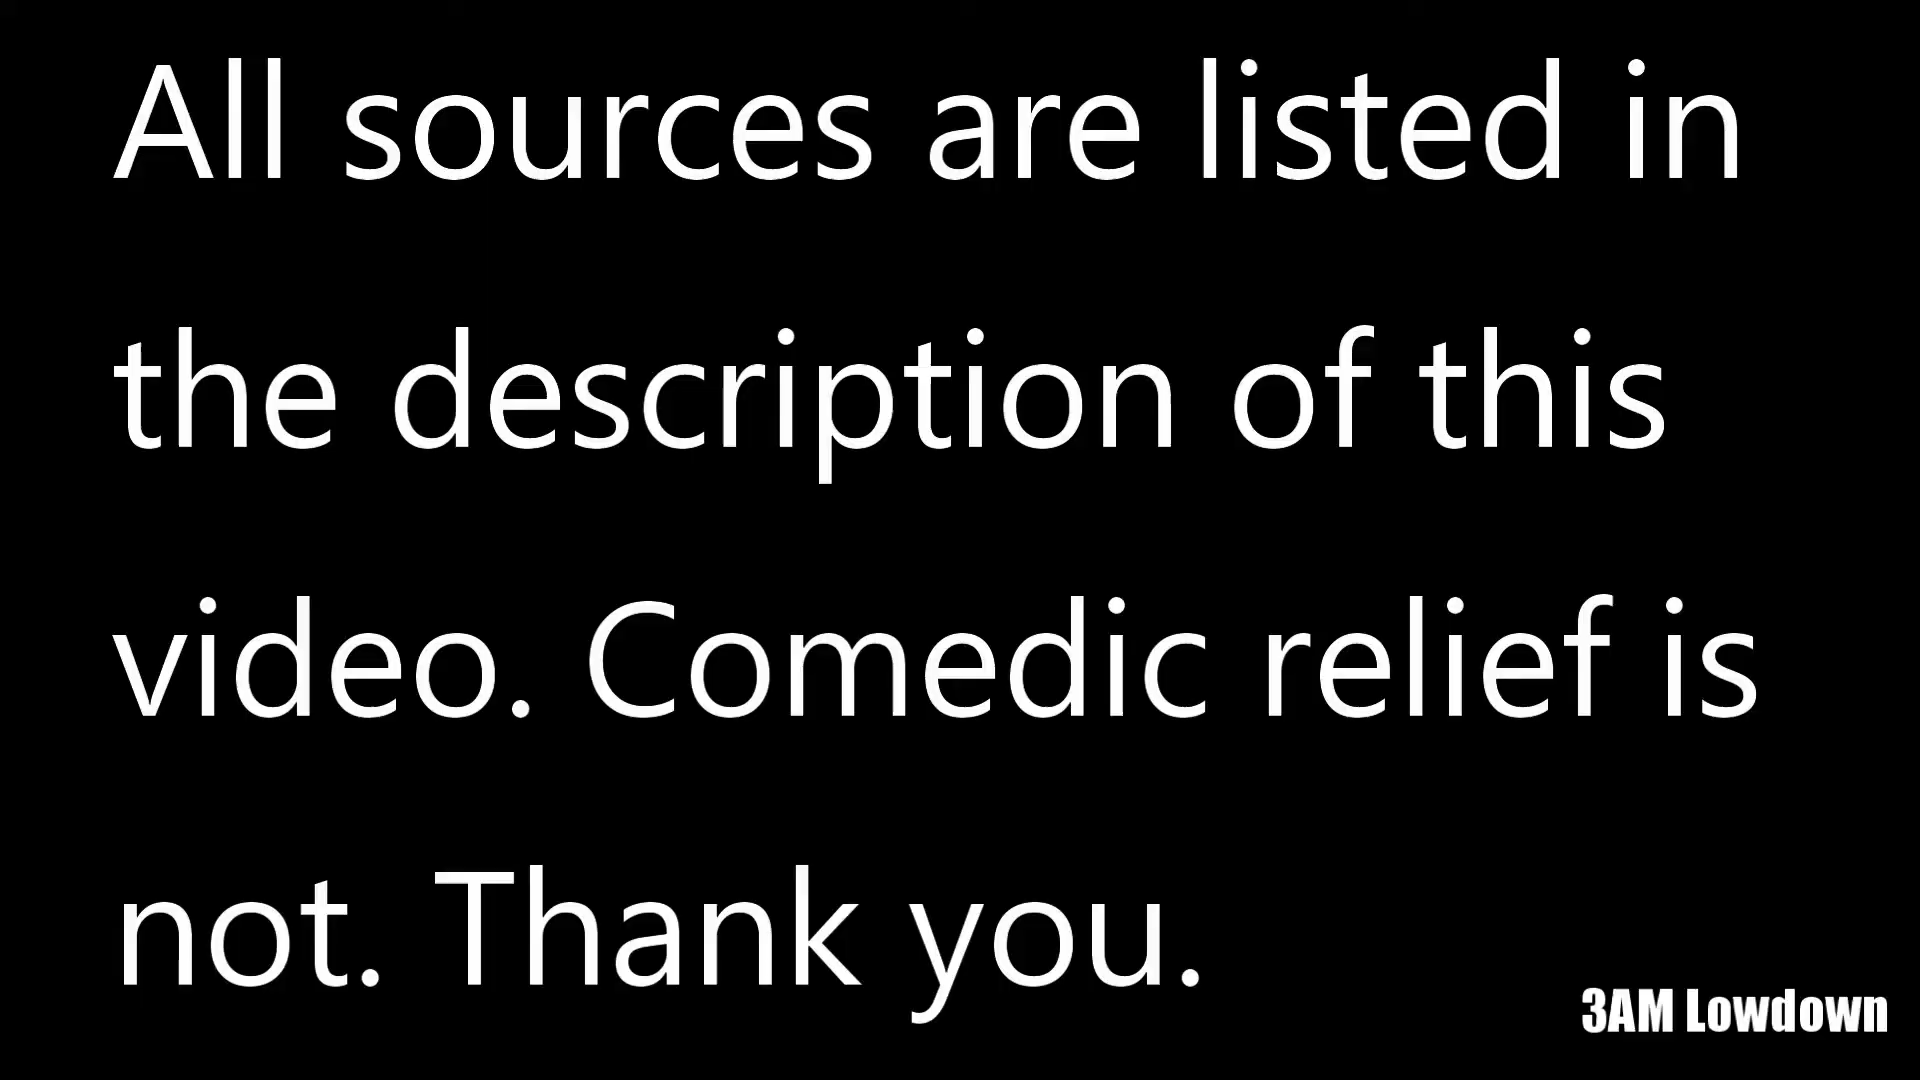 All sources are listed in
the description of this
video. Comedic relief is
not. Thank you.
3AM Lowdown